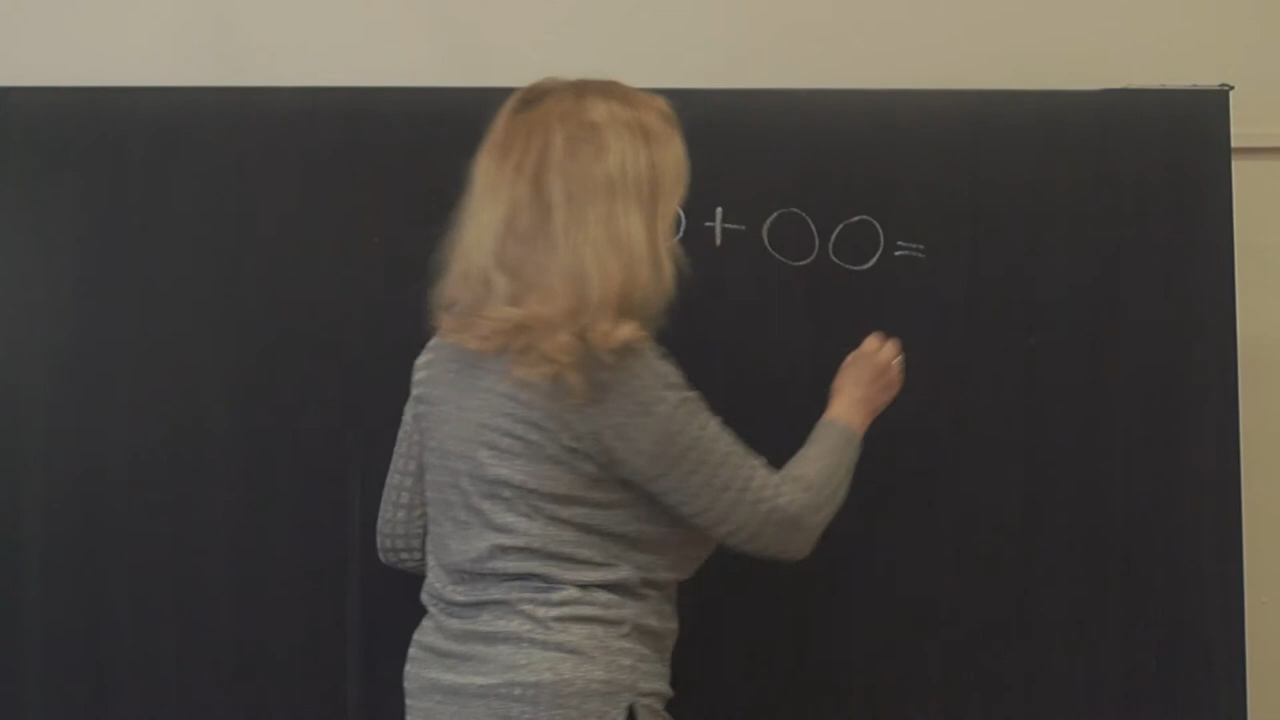 + OO =